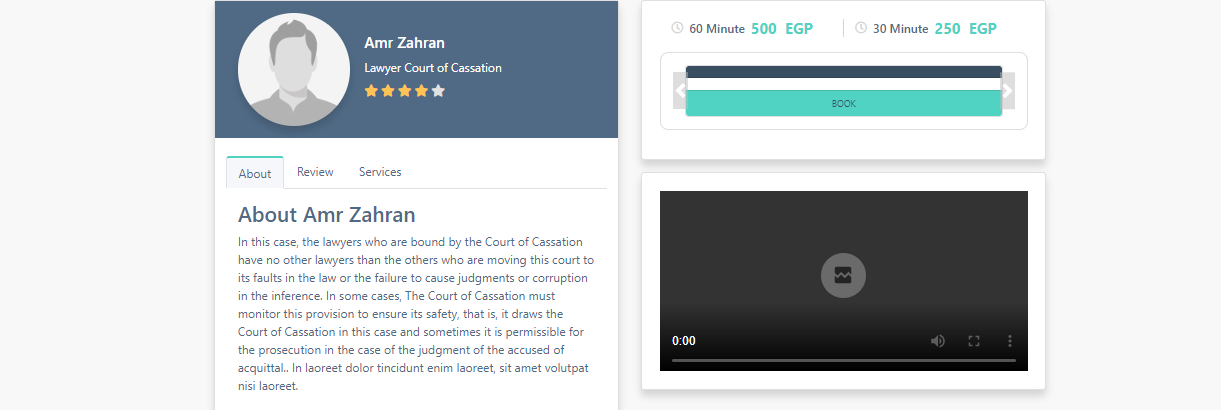 Amr Zahran
Lawyer Court of Cassation
About
Review
Services
About Amr Zahran
In this case, the lawyers who are bound by the Court of Cassation
have no other lawyers than the others who are moving this court to
its faults in the law or the failure to cause judgments or corruption
in the inference. In some cases, The Court of Cassation must
monitor this provision to ensure its safety, that is, it draws the
Court of Cassation in this case and sometimes it is permissible for
the prosecution in the case of the judgment of the accused of
acquittal.. In laoreet dolor tincidunt enim laoreet, sit amet volutpat
nisi laoreet.
60 Minute 500 EGP
30 Minute 250 EGP
BOOK
0:00